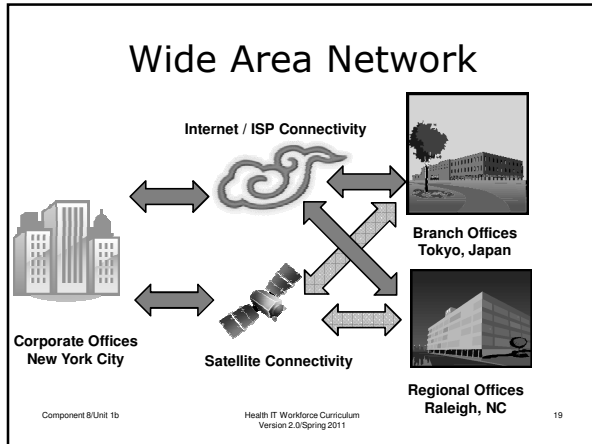 Wide Area Network
Internet / ISP Connectivity
Branch Offices
Tokyo, Japan
Corporate Offices
New York City
Satellite Connectivity
Regional Offices
Raleigh, NC
Component 8/Unit 1b
Health IT Workforce Curriculum
Version 2.0/Spring 2011
19